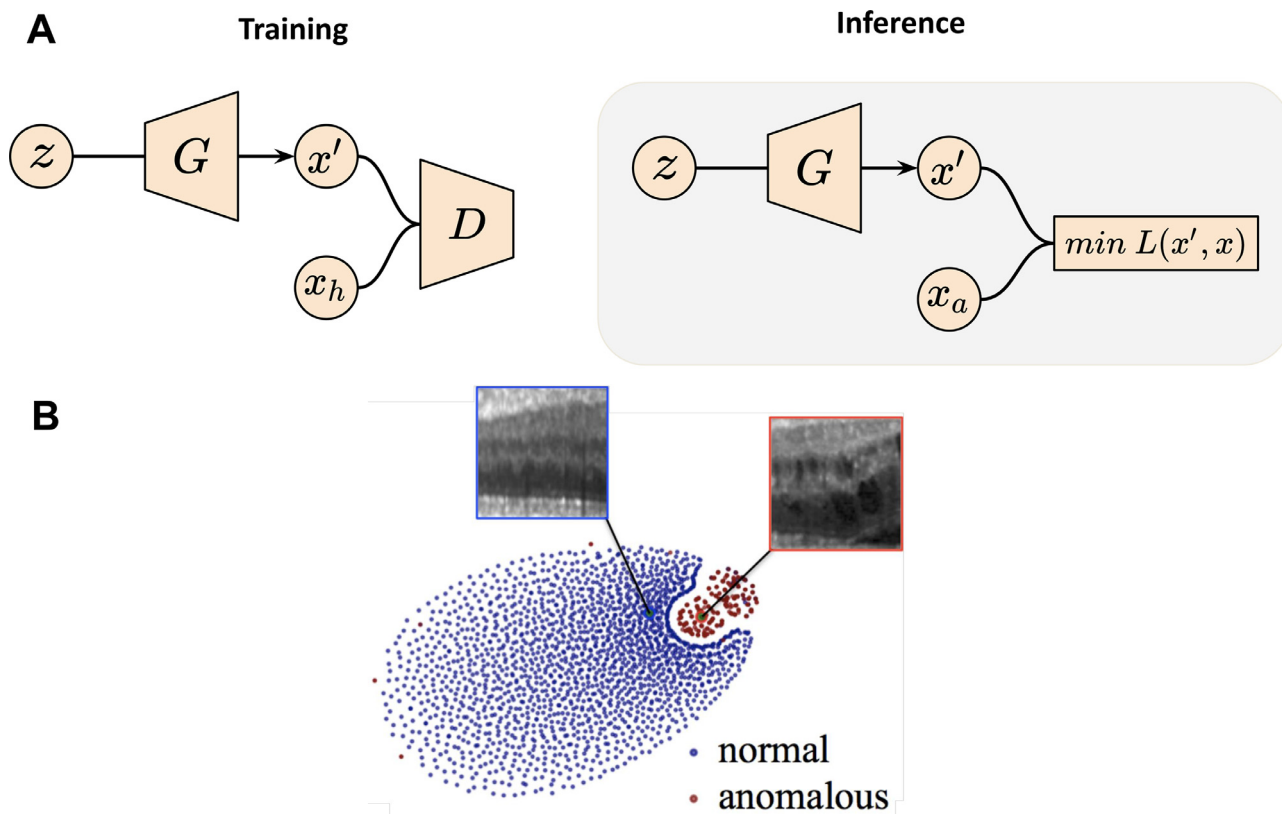 A
Training
Inference
z
G
x'
D
x_h
z
G
x'
min L(x', x)
x_a
B
normal
anomalous